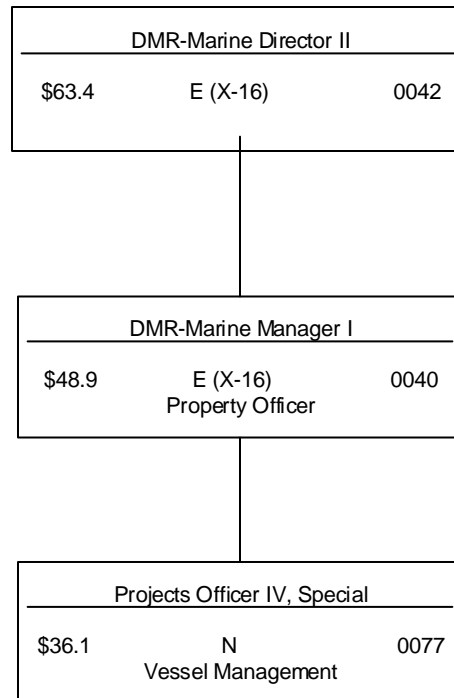 DMR-Marine Director II
$63.4 E (X-16) 0042
DMR-Marine Manager I
$48.9 E (X-16) 0040
Property Officer
Projects Officer IV, Special
$36.1 N 0077
Vessel Management